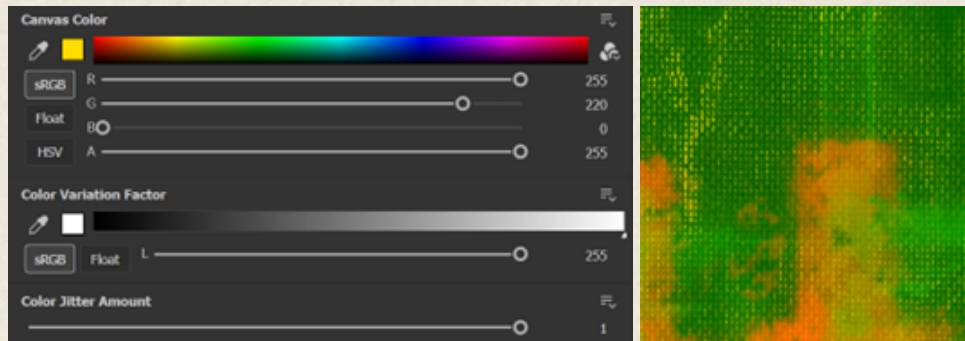 Canvas Color
sRGB
R 255
G 220
Float
B 0
HSV
A 255
Color Variation Factor
sRGB Float L 255
Color Jitter Amount
1